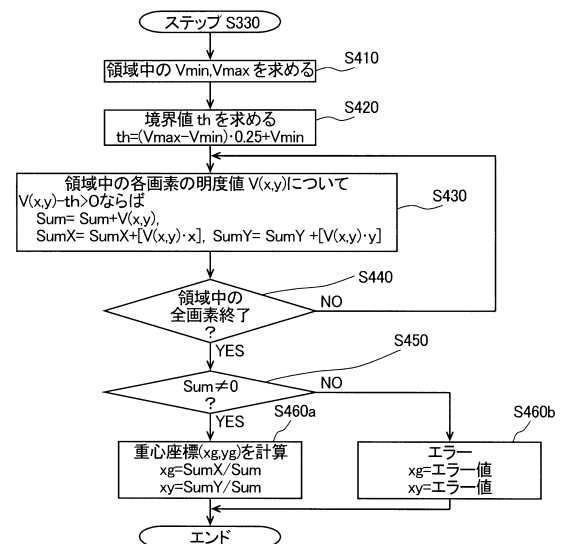 ステップ S330
領域中の Vmin,Vmax を求める
S410
境界値 th を求める
th=(Vmax−Vmin)·0.25+Vmin
S420
領域中の各画素の明度値 V(x,y)について
V(x,y)-th>0ならば
Sum= Sum+V(x,y),
SumX= SumX+[V(x,y)·x], SumY= SumY +[V(x,y)·y]
S430
領域中の
全画素終了
?
S440
NO
YES
Sum≠0
?
S450
NO
YES
S460a
重心座標(xg,yg)を計算
xg=SumX/Sum
xy=SumY/Sum
S460b
エラー
xg=エラー値
xy=エラー値
エンド